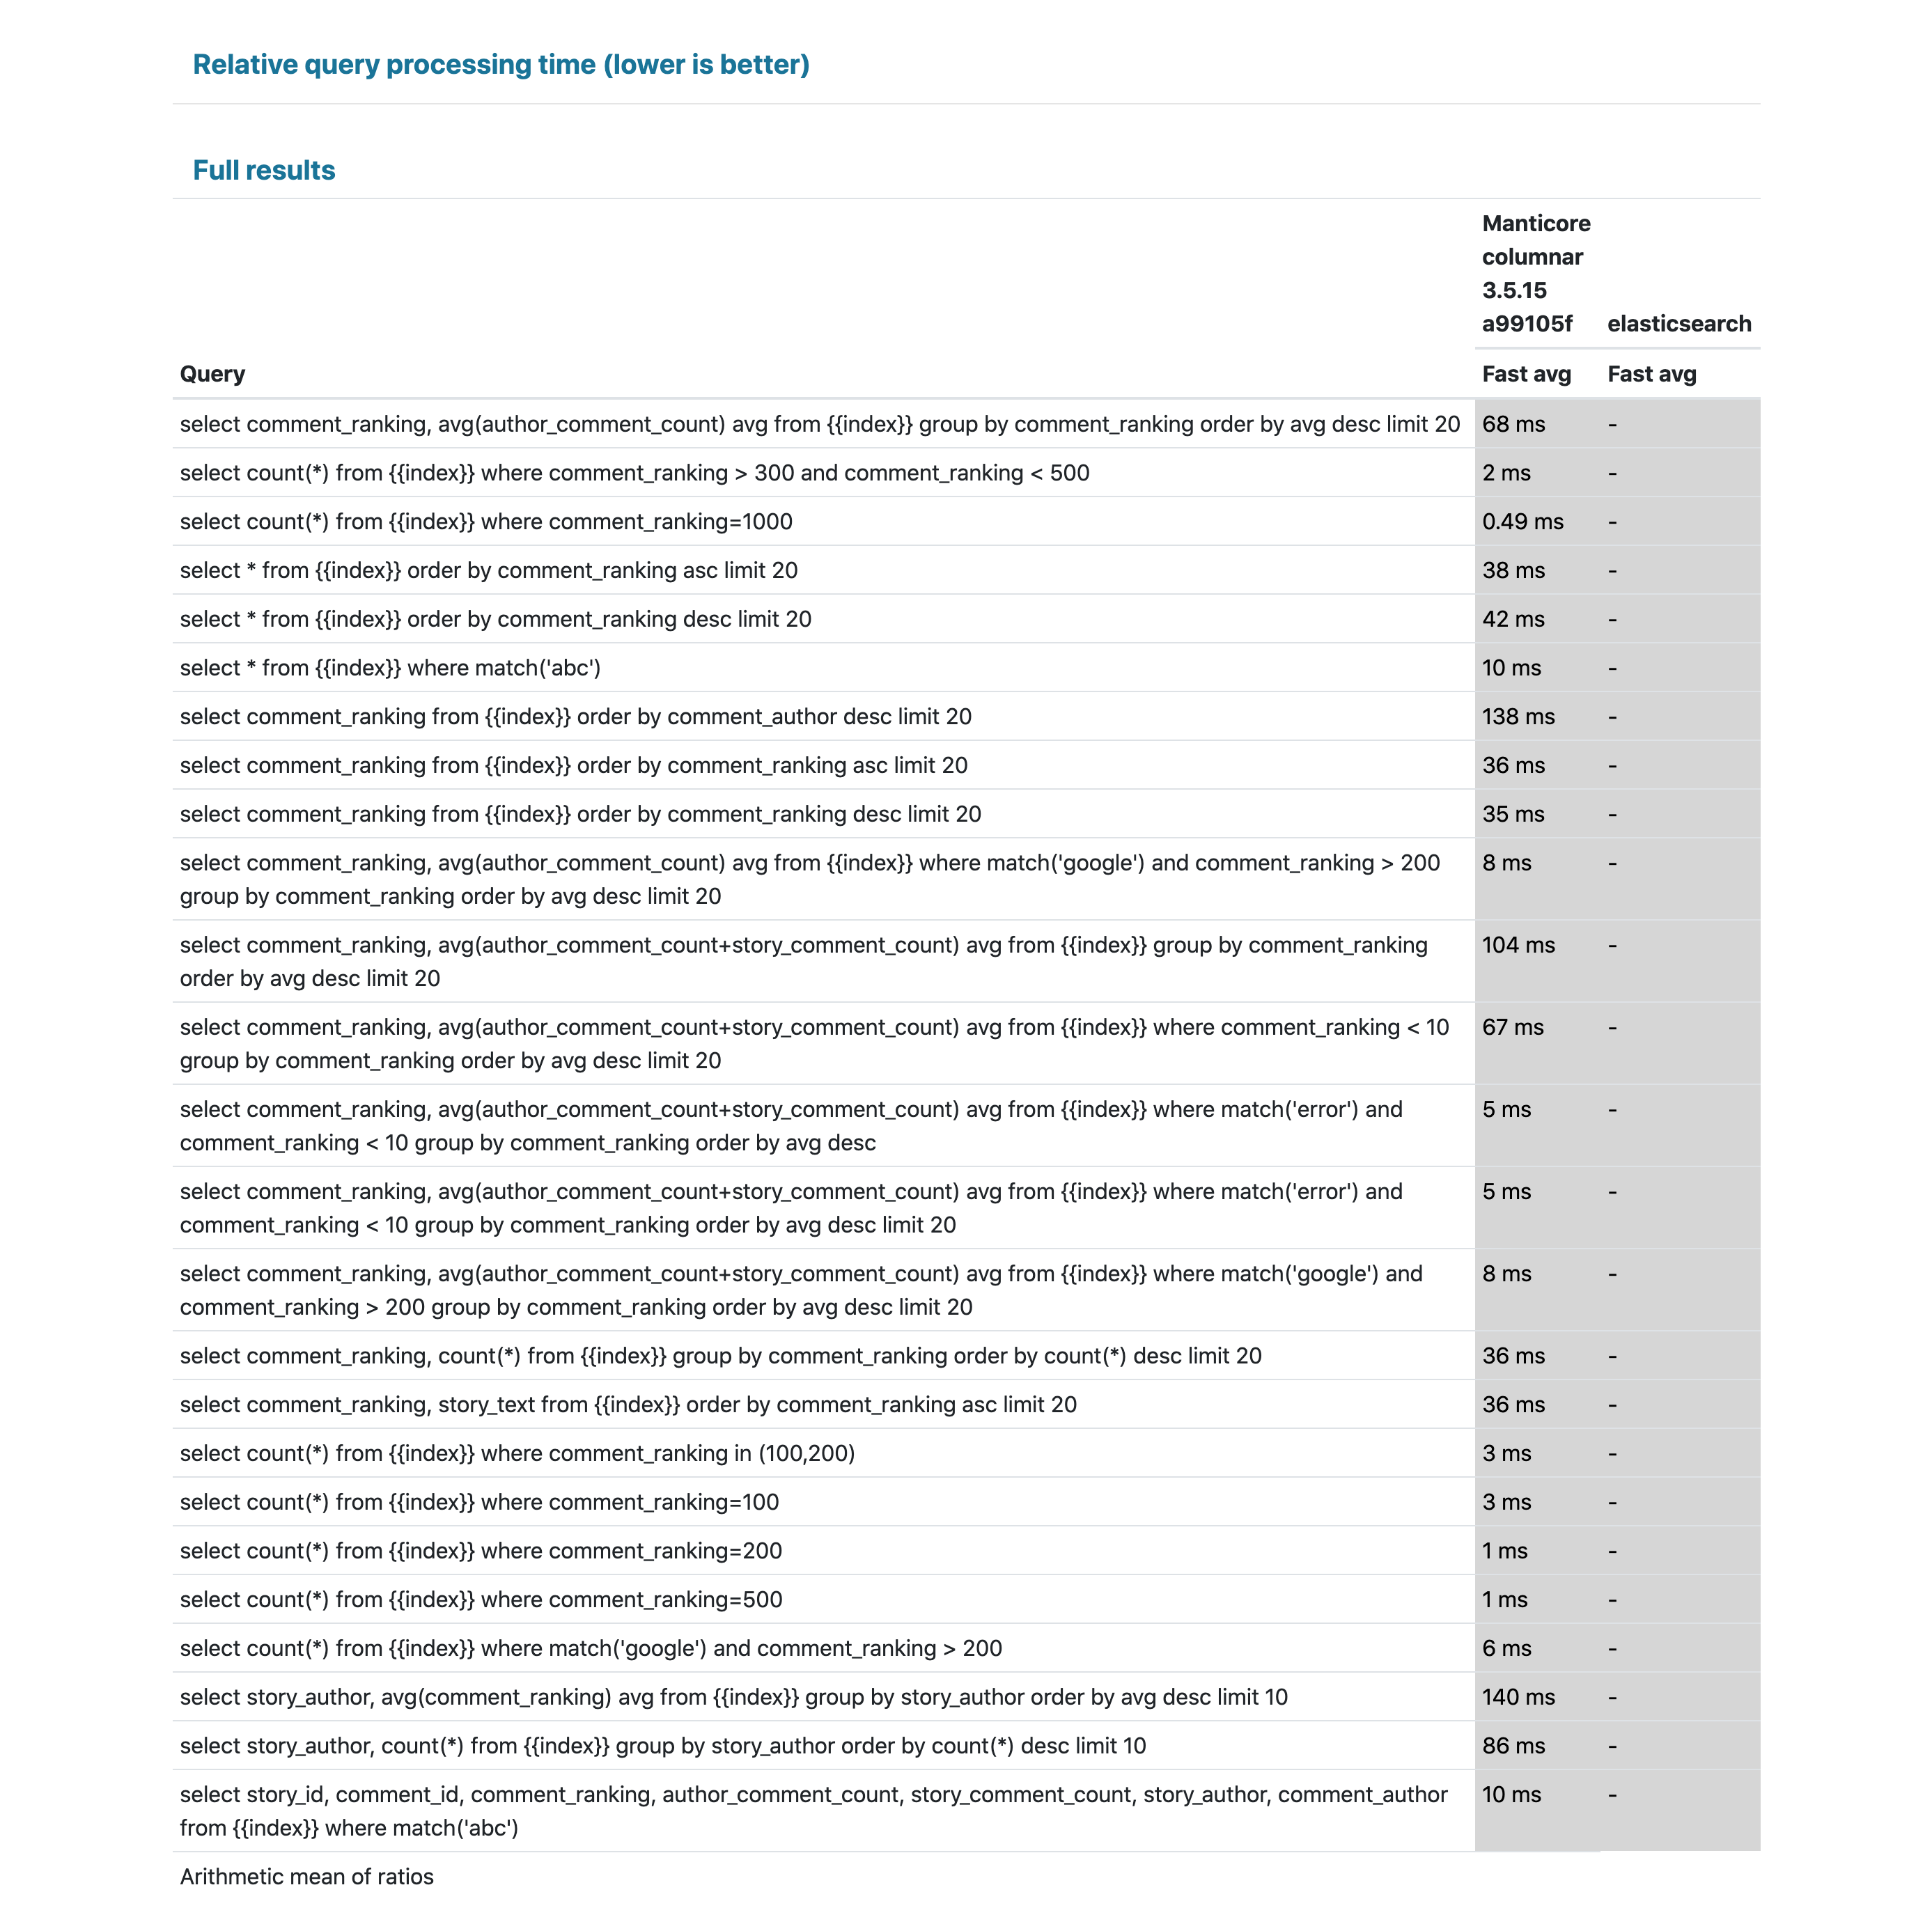 Relative query processing time (lower is better)
Full results
Manticore
columnar
3.5.15
a99105f elasticsearch
Query Fast avg Fast avg
select comment_ranking, avg(author_comment_count) avg from {{index}} group by comment_ranking order by avg desc limit 20 68 ms -
select count(*) from {{index}} where comment_ranking > 300 and comment_ranking < 500 2 ms -
select count(*) from {{index}} where comment_ranking=1000 0.49 ms -
select * from {{index}} order by comment_ranking asc limit 20 38 ms -
select * from {{index}} order by comment_ranking desc limit 20 42 ms -
select * from {{index}} where match('abc') 10 ms -
select comment_ranking from {{index}} order by comment_author desc limit 20 138 ms -
select comment_ranking from {{index}} order by comment_ranking asc limit 20 36 ms -
select comment_ranking from {{index}} order by comment_ranking desc limit 20 35 ms -
select comment_ranking, avg(author_comment_count) avg from {{index}} where match('google') and comment_ranking > 200 8 ms -
group by comment_ranking order by avg desc limit 20
select comment_ranking, avg(author_comment_count+story_comment_count) avg from {{index}} group by comment_ranking 104 ms -
order by avg desc limit 20
select comment_ranking, avg(author_comment_count+story_comment_count) avg from {{index}} where comment_ranking < 10 67 ms -
group by comment_ranking order by avg desc limit 20
select comment_ranking, avg(author_comment_count+story_comment_count) avg from {{index}} where match('error') and 5 ms -
comment_ranking < 10 group by comment_ranking order by avg desc
select comment_ranking, avg(author_comment_count+story_comment_count) avg from {{index}} where match('error') and 5 ms -
comment_ranking < 10 group by comment_ranking order by avg desc limit 20
select comment_ranking, avg(author_comment_count+story_comment_count) avg from {{index}} where match('google') and 8 ms -
comment_ranking > 200 group by comment_ranking order by avg desc limit 20
select comment_ranking, count(*) from {{index}} group by comment_ranking order by count(*) desc limit 20 36 ms -
select comment_ranking, story_text from {{index}} order by comment_ranking asc limit 20 36 ms -
select count(*) from {{index}} where comment_ranking in (100,200) 3 ms -
select count(*) from {{index}} where comment_ranking=100 3 ms -
select count(*) from {{index}} where comment_ranking=200 1 ms -
select count(*) from {{index}} where comment_ranking=500 1 ms -
select count(*) from {{index}} where match('google') and comment_ranking > 200 6 ms -
select story_author, avg(comment_ranking) avg from {{index}} group by story_author order by avg desc limit 10 140 ms -
select story_author, count(*) from {{index}} group by story_author order by count(*) desc limit 10 86 ms -
select story_id, comment_id, comment_ranking, author_comment_count, story_comment_count, story_author, comment_author 10 ms -
from {{index}} where match('abc')
Arithmetic mean of ratios